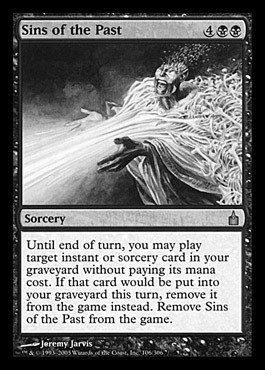 Sins of the Past 4
Sorcery
Until end of turn, you may play
target instant or sorcery card in your
graveyard without paying its mana
cost. If that card would be put into
your graveyard this turn, remove it
from the game instead. Remove Sins
of the Past from the game.
Jeremy Jarvis
™ & © 1993–2005 Wizards of the Coast, Inc. 106/306